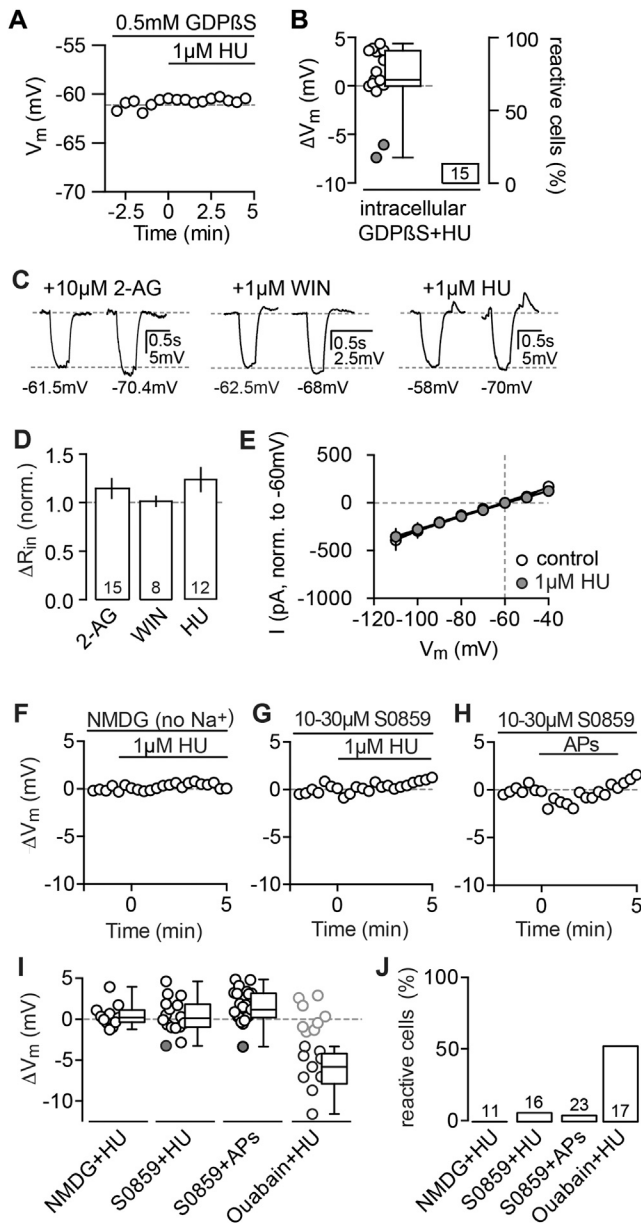 A
0.5mM GDPßS
1µM HU
-55
-60
-65
-70
Vm (mV)
-2.5 0 2.5 5
Time (min)
B
5
0
-5
-10
ΔVm (mV)
15
100
50
0
reactive cells (%)
intracellular
GDPßS+HU
C
+10µM 2-AG
+1µM WIN
+1µM HU
0.5s
5mV
0.5s
2.5mV
0.5s
5mV
-61.5mV -70.4mV
-62.5mV -68mV
-58mV -70mV
D
1.5
1.0
0.5
0.0
ΔRin (norm.)
15 8 12
2-AG WIN HU
E
500
0
-500
-1000
I (pA, norm. to -60mV)
control
1µM HU
-120 -100 -80 -60 -40
Vm (mV)
F
NMDG (no Na+)
1µM HU
5
0
-5
-10
ΔVm (mV)
0 5
Time (min)
G
10-30µM S0859
1µM HU
5
0
-5
-10
0 5
Time (min)
H
10-30µM S0859
APs
5
0
-5
-10
0 5
Time (min)
I
5
0
-5
-10
ΔVm (mV)
NMDG+HU
S0859+HU
S0859+APs
Ouabain+HU
J
100
50
0
reactive cells (%)
11 16 23 17
NMDG+HU
S0859+HU
S0859+APs
Ouabain+HU